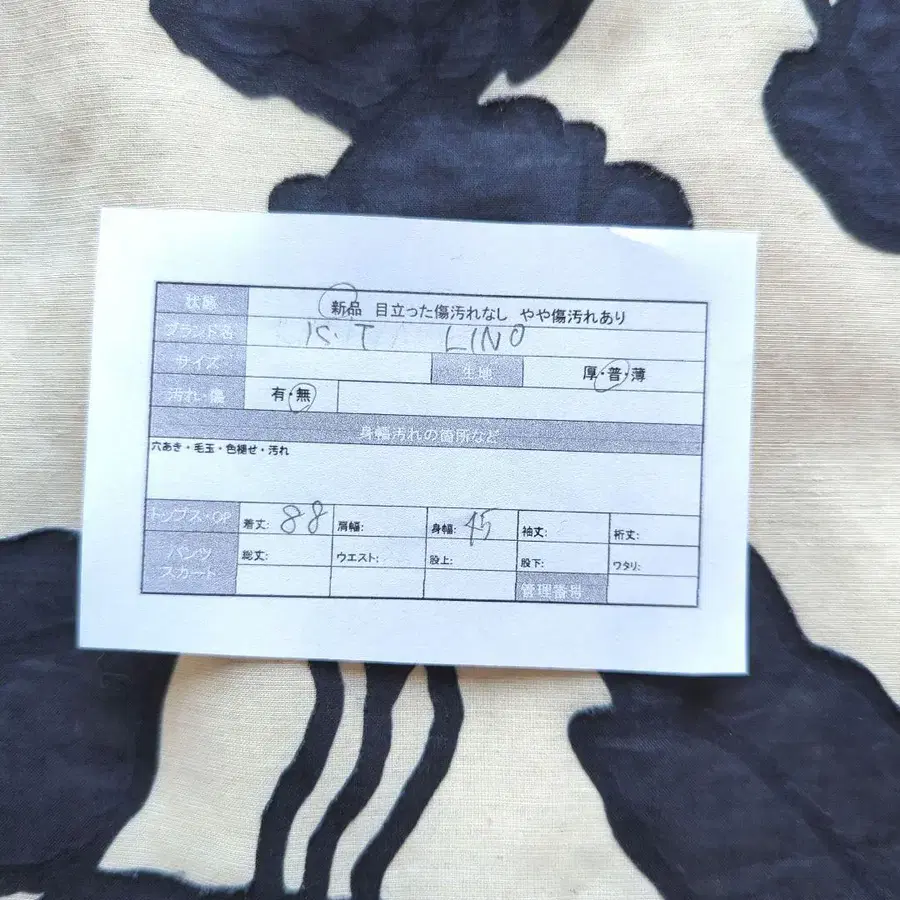 状態 新品 目立った傷汚れなし やや傷汚れあり
ブランド名 IS・T LINO
サイズ 生地 厚・普・薄
汚れ・傷 有・無
身幅汚れの箇所など
穴あき・毛玉・色褪せ・汚れ
トップス・OP 着丈: 88 肩幅: 身幅: 45 袖丈: 裄丈:
パンツ 総丈: ウエスト: 股上: 股下: ワタリ:
スカート 管理番号